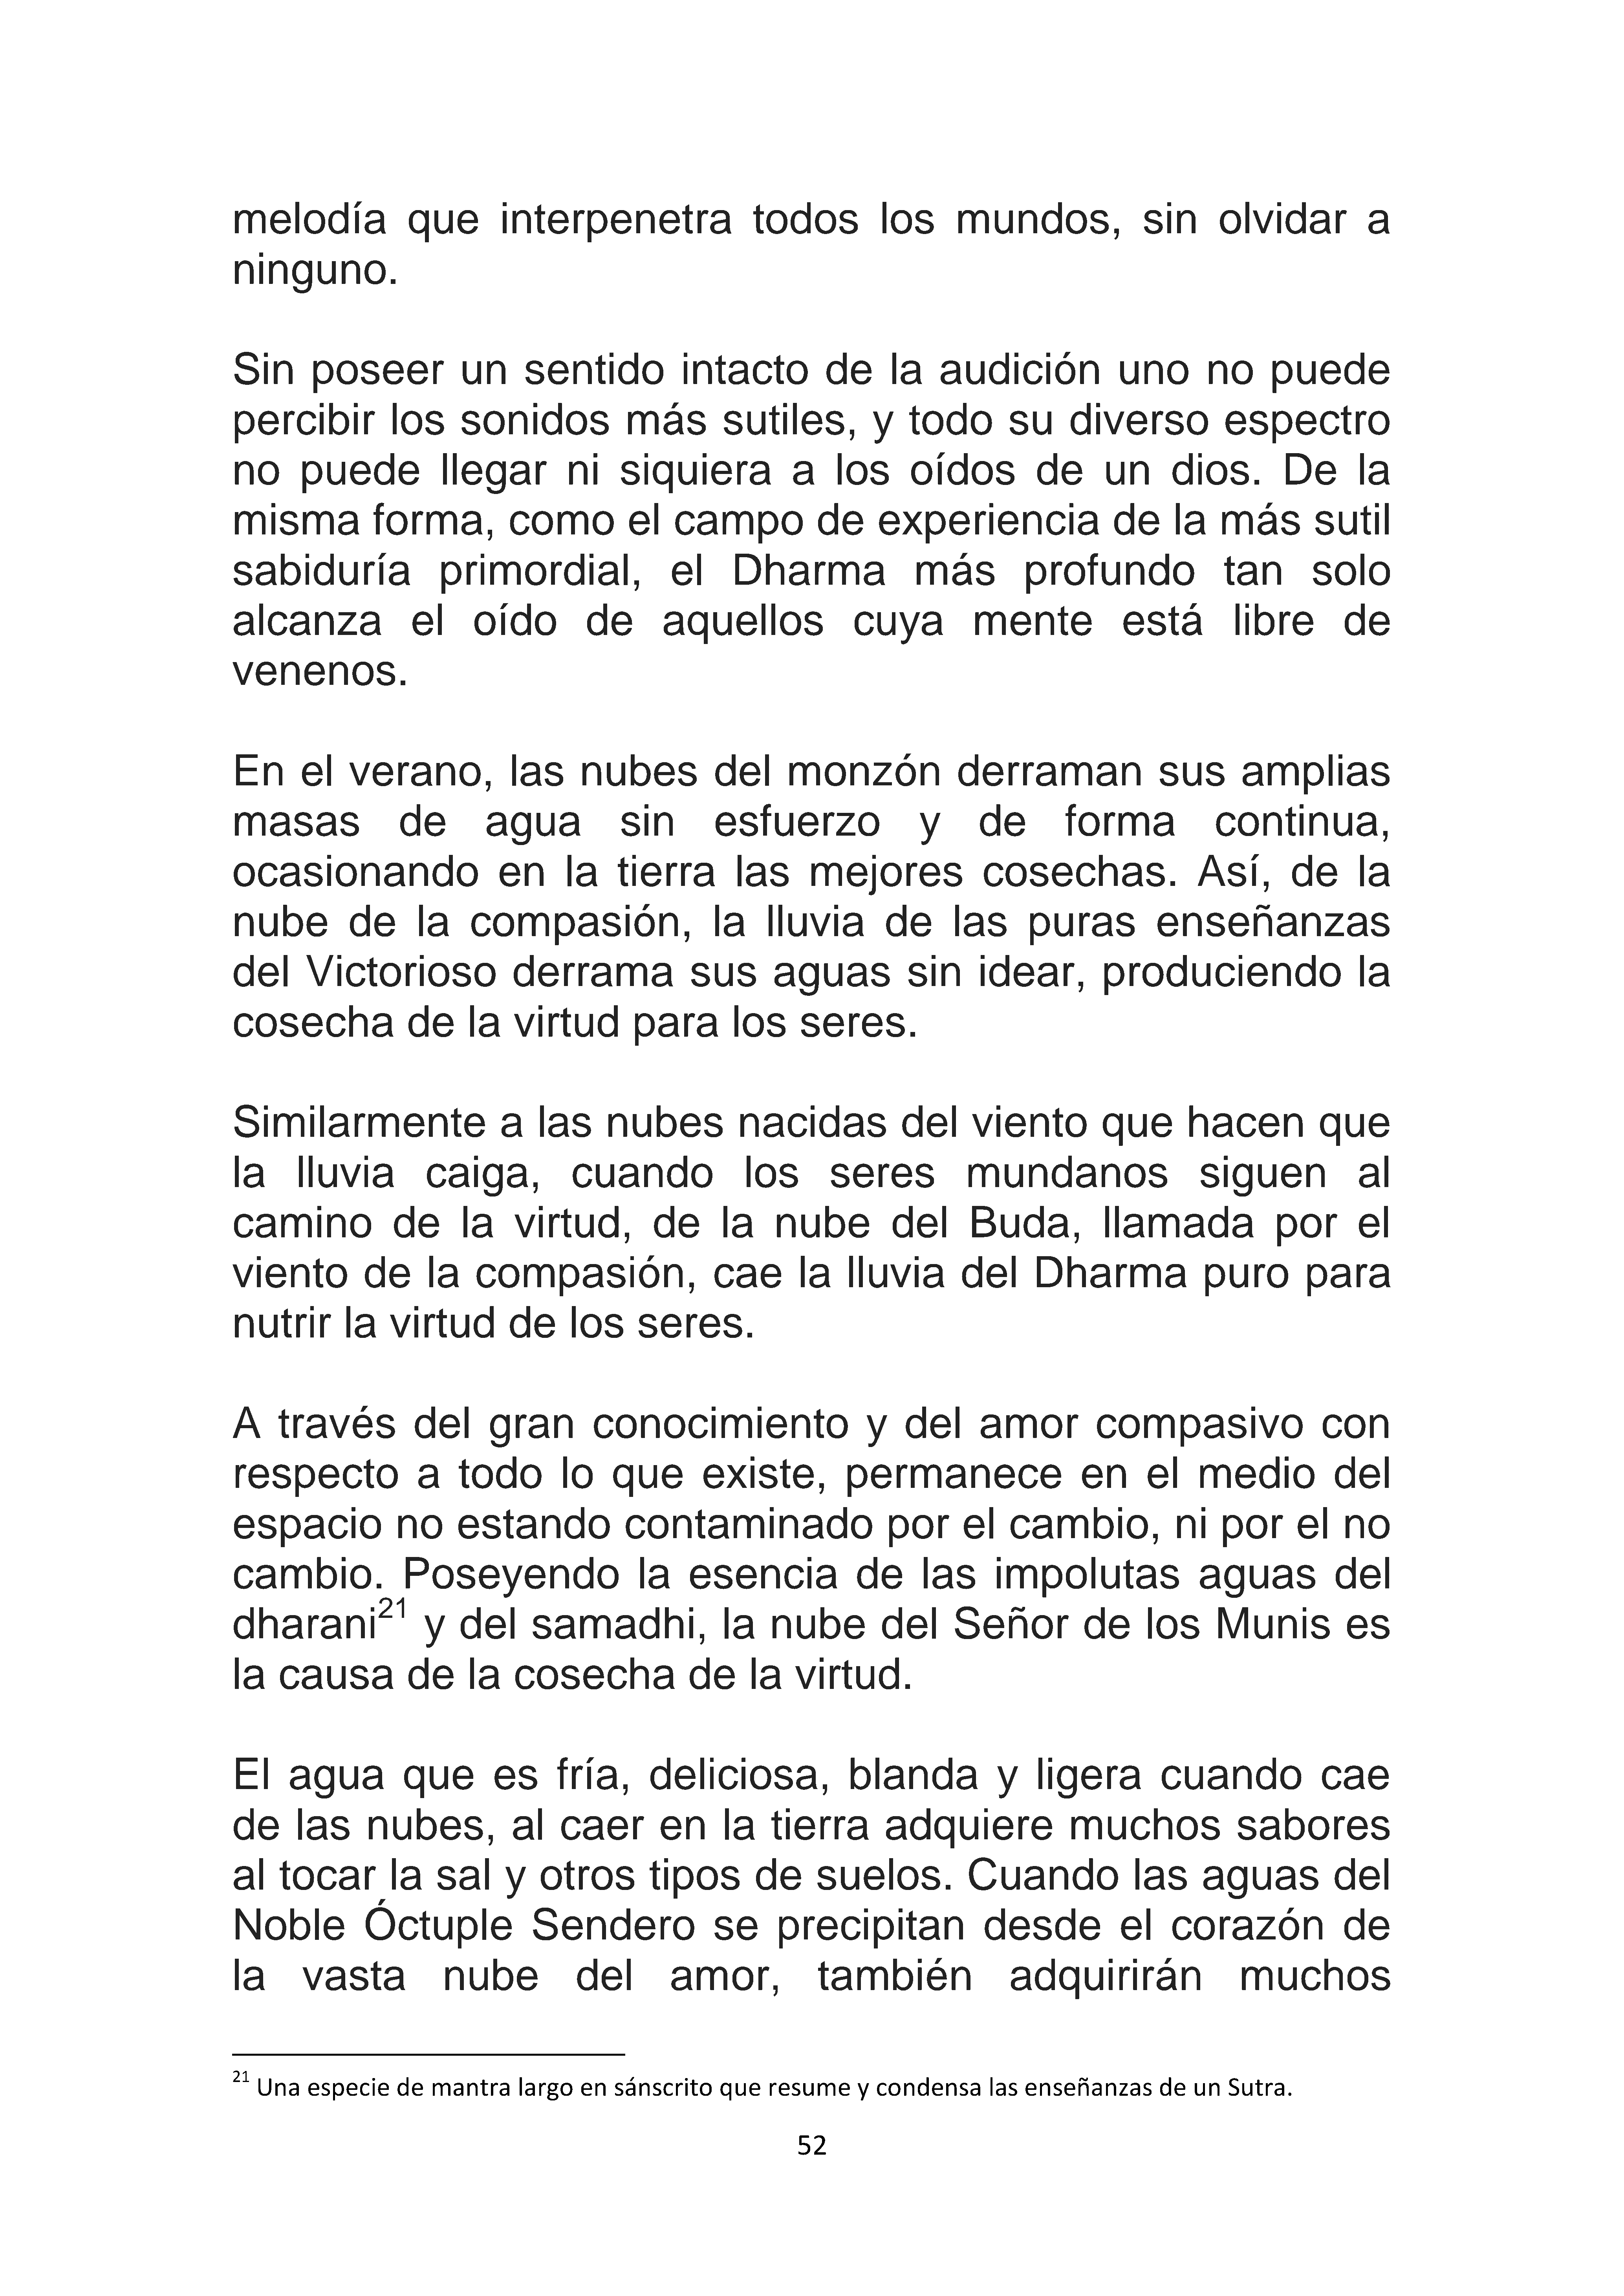 melodía que interpenetra todos los mundos, sin olvidar a
ninguno.
Sin poseer un sentido intacto de la audición uno no puede
percibir los sonidos más sutiles, y todo su diverso espectro
no puede llegar ni siquiera a los oídos de un dios. De la
misma forma, como el campo de experiencia de la más sutil
sabiduría primordial, el Dharma más profundo tan solo
alcanza el oído de aquellos cuya mente está libre de
venenos.
En el verano, las nubes del monzón derraman sus amplias
masas de agua sin esfuerzo y de forma continua,
ocasionando en la tierra las mejores cosechas. Así, de la
nube de la compasión, la lluvia de las puras enseñanzas
del Victorioso derrama sus aguas sin idear, produciendo la
cosecha de la virtud para los seres.
Similarmente a las nubes nacidas del viento que hacen que
la lluvia caiga, cuando los seres mundanos siguen al
camino de la virtud, de la nube del Buda, llamada por el
viento de la compasión, cae la lluvia del Dharma puro para
nutrir la virtud de los seres.
A través del gran conocimiento y del amor compasivo con
respecto a todo lo que existe, permanece en el medio del
espacio no estando contaminado por el cambio, ni por el no
cambio. Poseyendo la esencia de las impolutas aguas del
dharani21 y del samadhi, la nube del Señor de los Munis es
la causa de la cosecha de la virtud.
El agua que es fría, deliciosa, blanda y ligera cuando cae
de las nubes, al caer en la tierra adquiere muchos sabores
al tocar la sal y otros tipos de suelos. Cuando las aguas del
Noble Óctuple Sendero se precipitan desde el corazón de
la vasta nube del amor, también adquirirán muchos
21 Una especie de mantra largo en sánscrito que resume y condensa las enseñanzas de un Sutra.
52